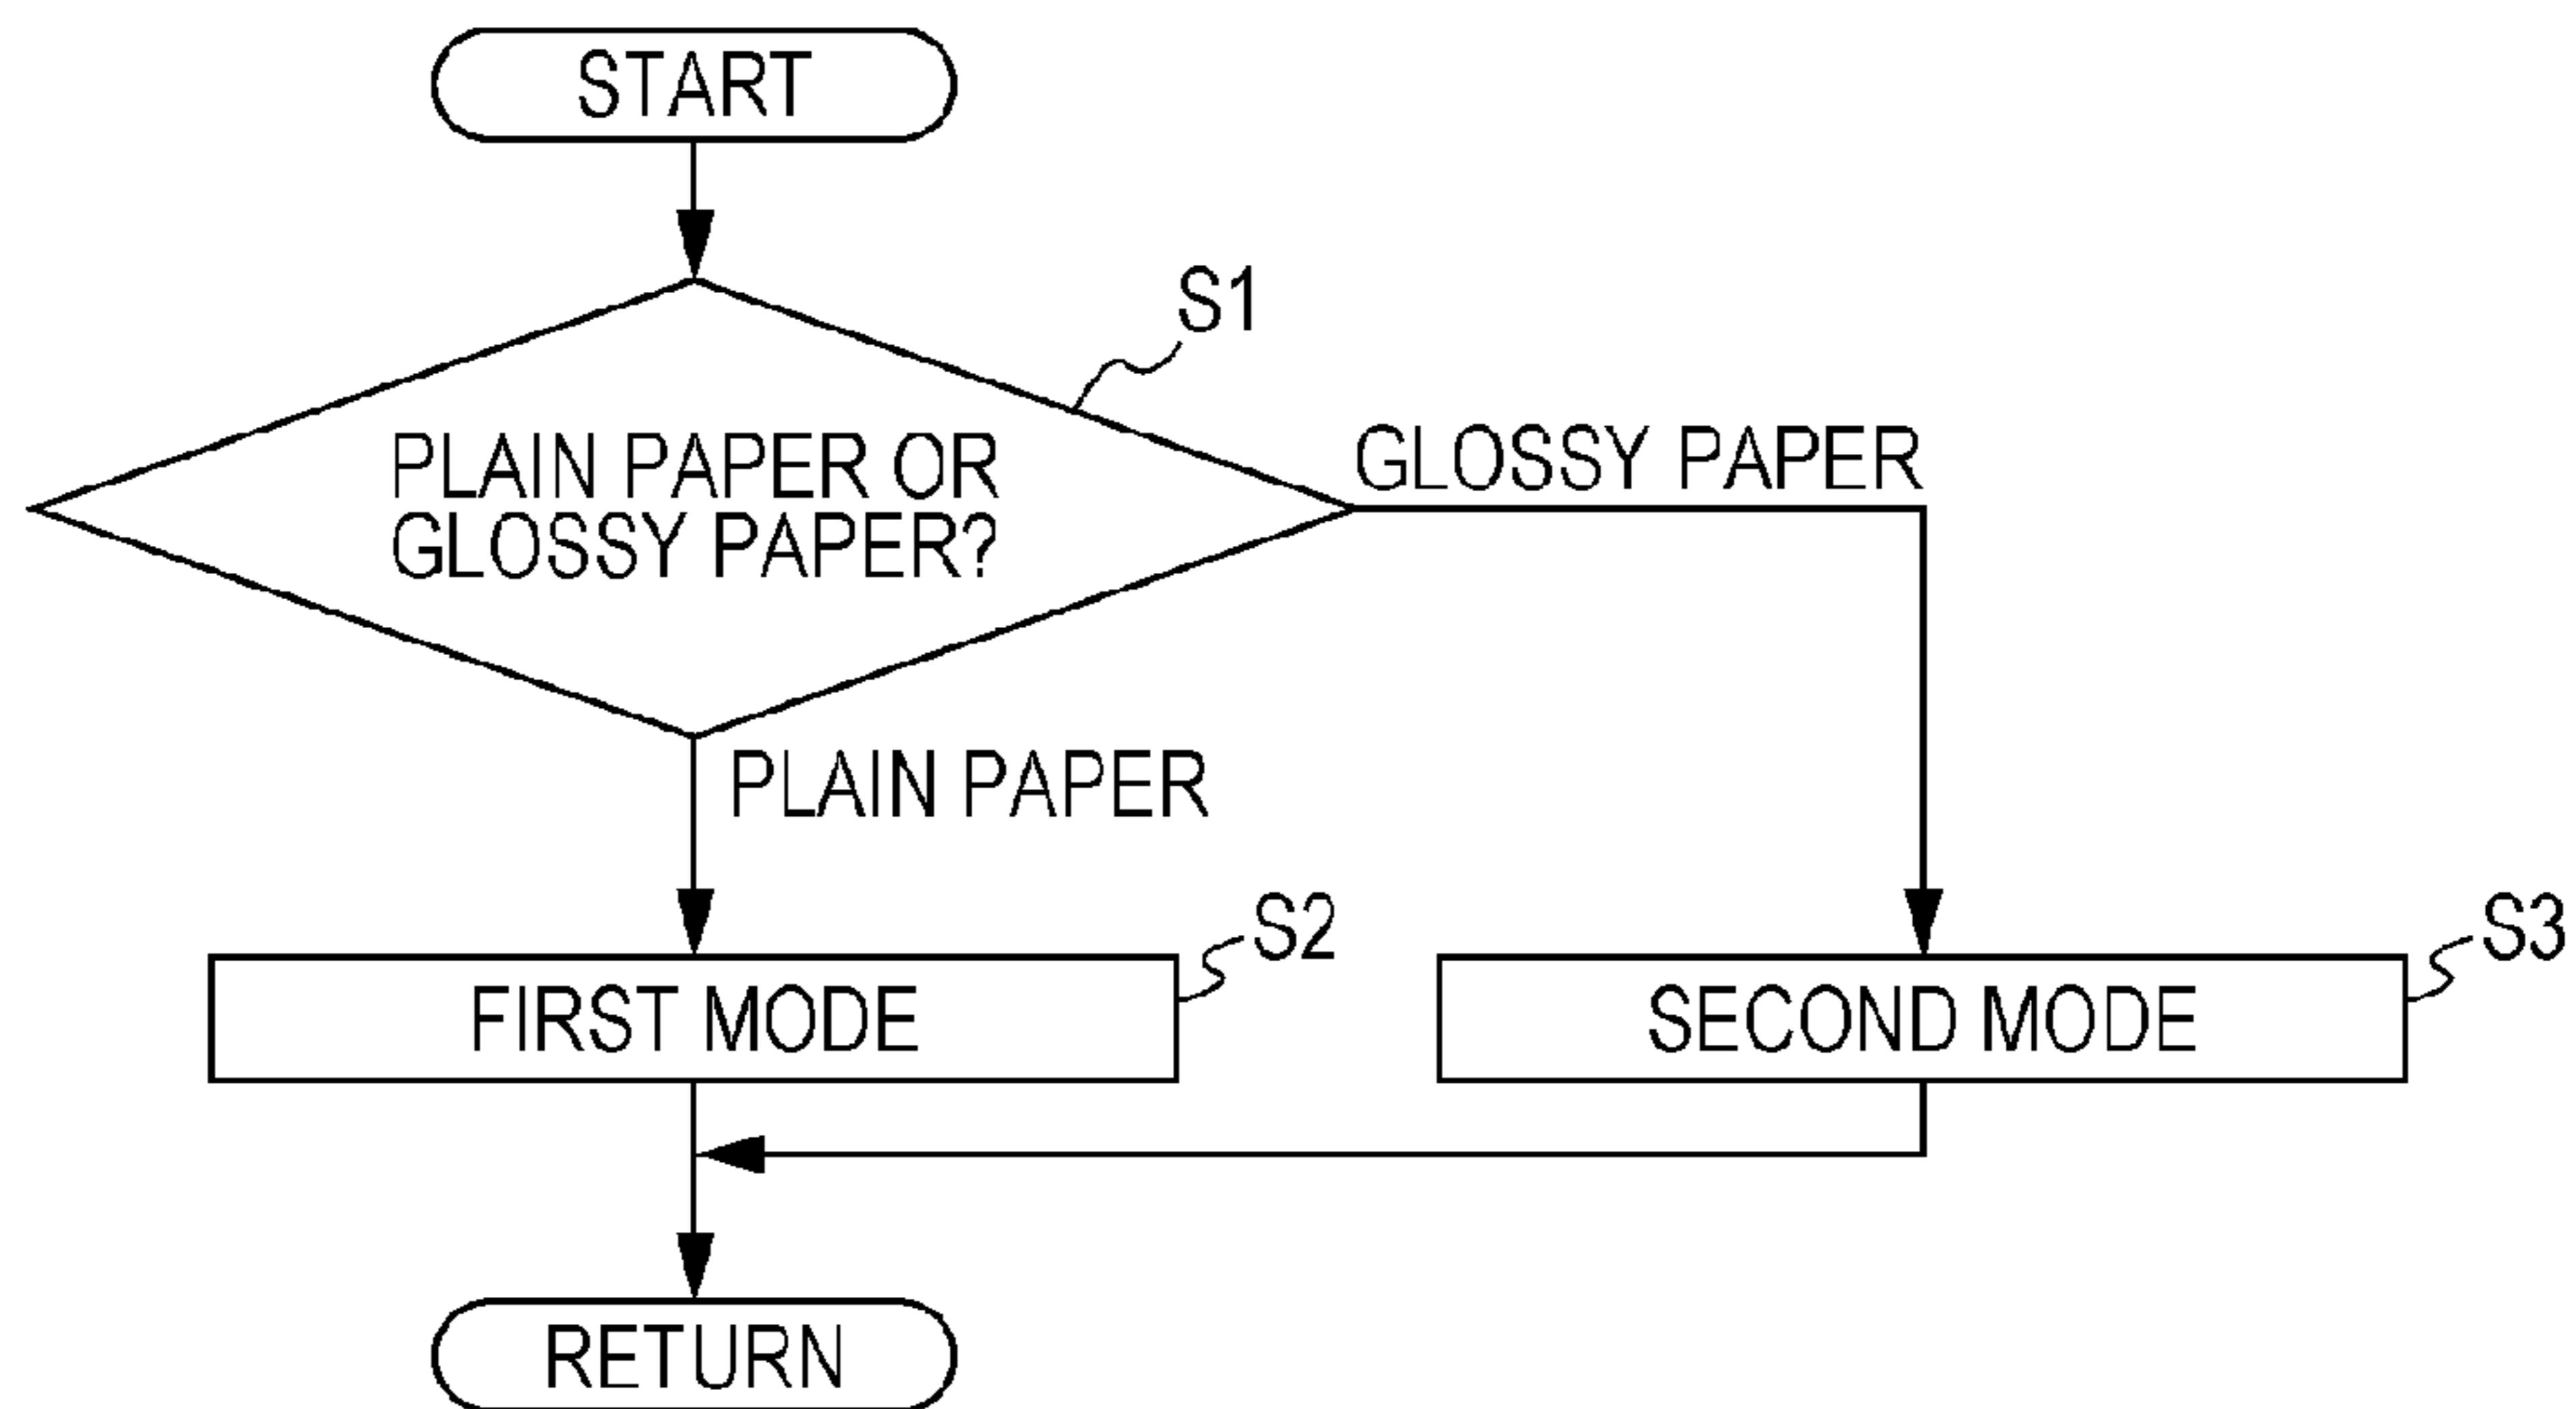 START
S1
PLAIN PAPER OR
GLOSSY PAPER?
GLOSSY PAPER
PLAIN PAPER
S2
FIRST MODE
S3
SECOND MODE
RETURN